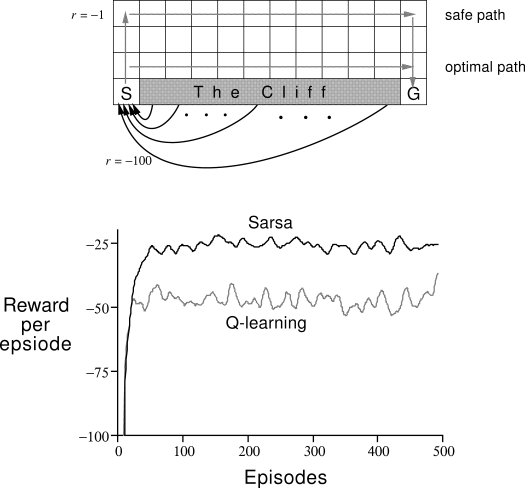 r = −1
safe path
optimal path
S The Cliff G
r = −100
Sarsa
−25
Reward
per
epsiode
−50
Q-learning
−75
−100
0 100 200 300 400 500
Episodes